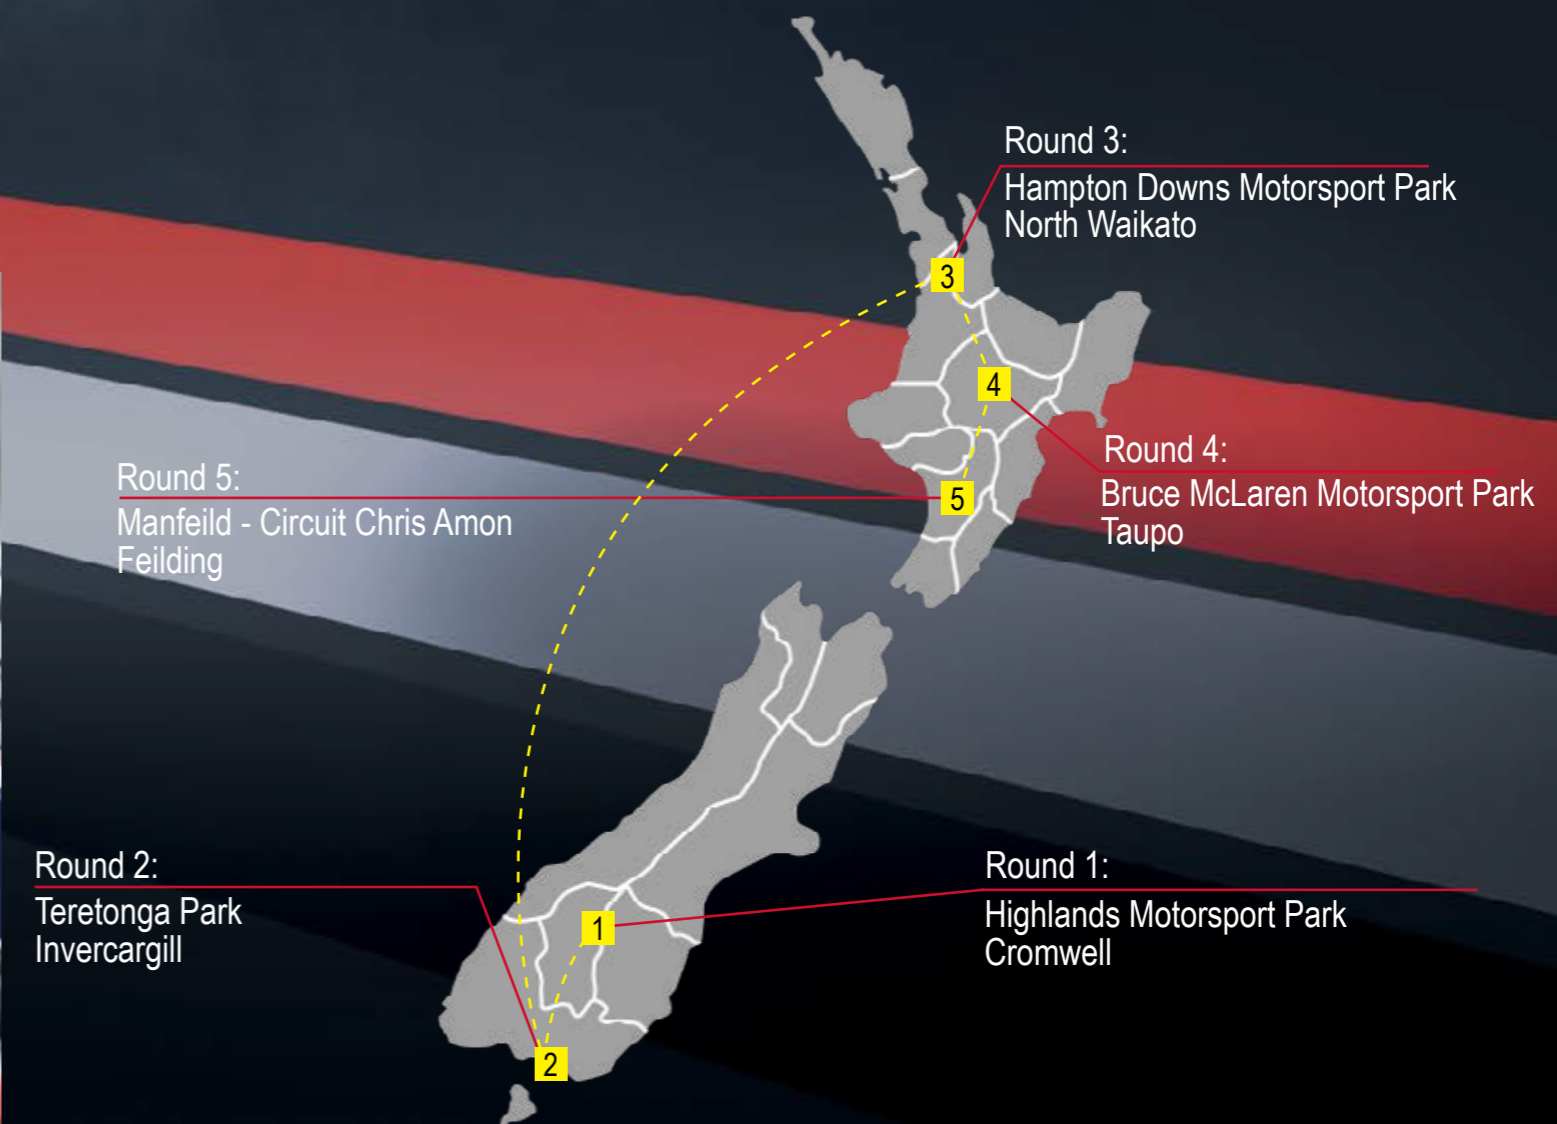 Round 3:
Hampton Downs Motorsport Park
North Waikato
3
4
Round 4:
Bruce McLaren Motorsport Park
Taupo
Round 5:
Manfeild - Circuit Chris Amon
Feilding
5
Round 2:
Teretonga Park
Invercargill
Round 1:
Highlands Motorsport Park
Cromwell
1
2